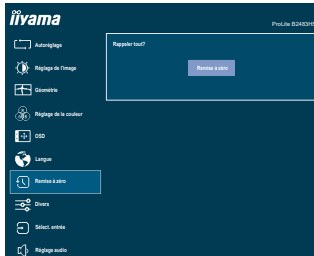 iiyama
ProLite B2483HS
Autoréglage
Rappeler tout?
Réglage de l'image
Remise à zéro
Géométrie
Réglage de la couleur
OSD
Langue
Remise à zéro
Divers
Sélect. entrée
Réglage audio